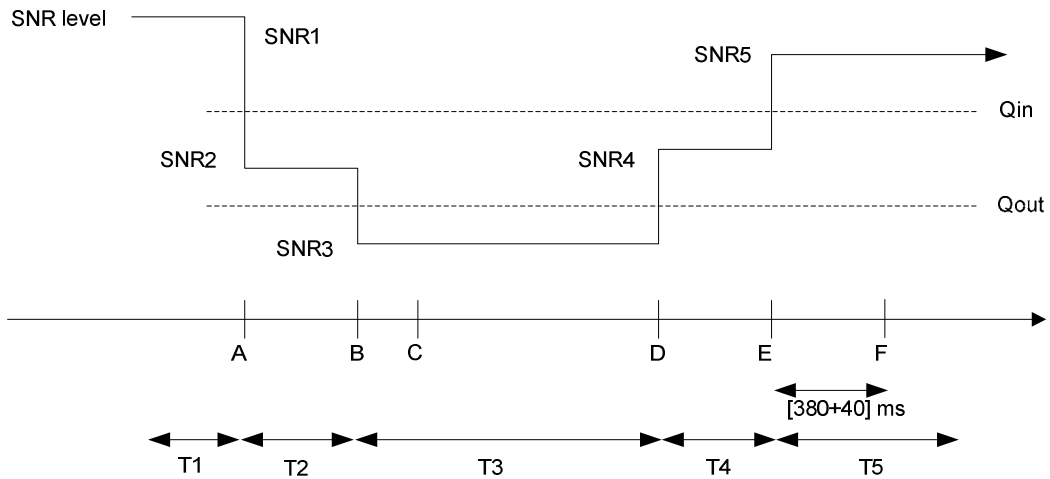 SNR level
SNR1
SNR5
Qin
SNR2
SNR4
Qout
SNR3
A
B
C
D
E
F
[380+40] ms
T1
T2
T3
T4
T5